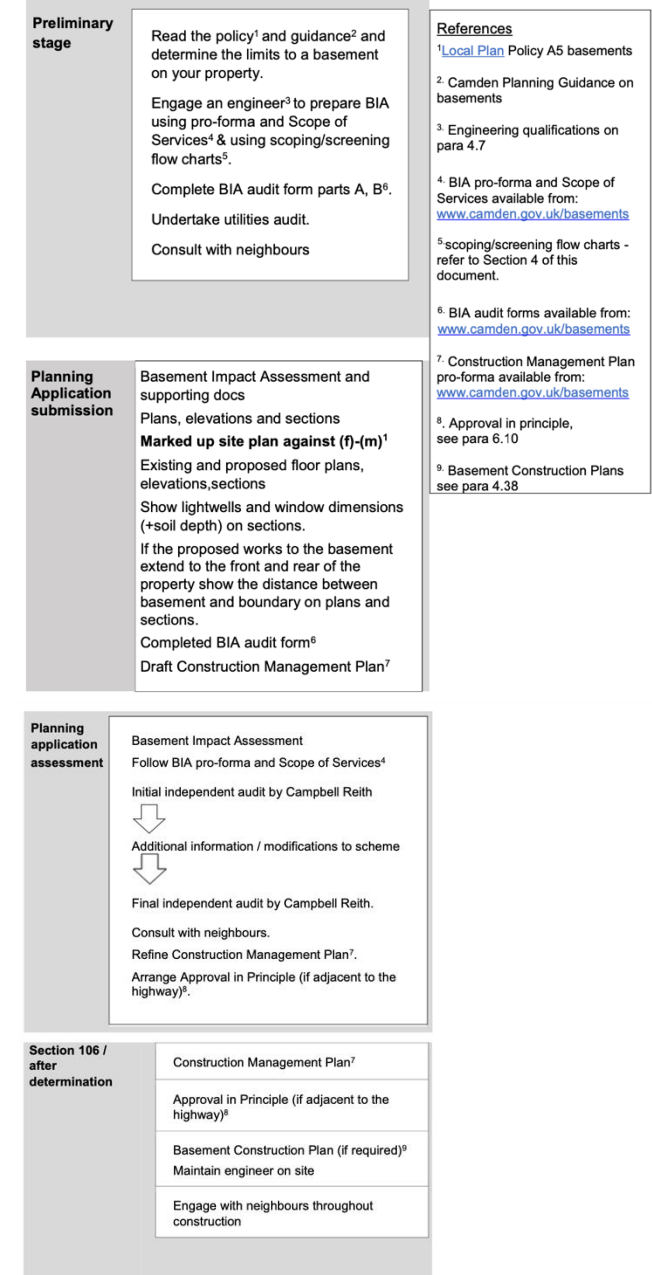 Preliminary
stage
Read the policy¹ and guidance² and
determine the limits to a basement
on your property.
Engage an engineer³ to prepare BIA
using pro-forma and Scope of
Services⁴ & using scoping/screening
flow charts⁵.
Complete BIA audit form parts A, B⁶.
Undertake utilities audit.
Consult with neighbours
References
¹Local Plan Policy A5 basements
². Camden Planning Guidance on
basements
³. Engineering qualifications on
para 4.7
⁴. BIA pro-forma and Scope of
Services available from:
www.camden.gov.uk/basements
⁵.scoping/screening flow charts -
refer to Section 4 of this
document.
⁶. BIA audit forms available from:
www.camden.gov.uk/basements
⁷. Construction Management Plan
pro-forma available from:
www.camden.gov.uk/basements
⁸. Approval in principle,
see para 6.10
⁹. Basement Construction Plans
see para 4.38
Planning
Application
submission
Basement Impact Assessment and
supporting docs
Plans, elevations and sections
Marked up site plan against (f)-(m)¹
Existing and proposed floor plans,
elevations,sections
Show lightwells and window dimensions
(+soil depth) on sections.
If the proposed works to the basement
extend to the front and rear of the
property show the distance between
basement and boundary on plans and
sections.
Completed BIA audit form⁶
Draft Construction Management Plan⁷
Planning
application
assessment
Basement Impact Assessment
Follow BIA pro-forma and Scope of Services⁴
Initial independent audit by Campbell Reith
Additional information / modifications to scheme
Final independent audit by Campbell Reith.
Consult with neighbours.
Refine Construction Management Plan⁷.
Arrange Approval in Principle (if adjacent to the
highway)⁸.
Section 106 /
after
determination
Construction Management Plan⁷
Approval in Principle (if adjacent to the
highway)⁸
Basement Construction Plan (if required)⁹
Maintain engineer on site
Engage with neighbours throughout
construction